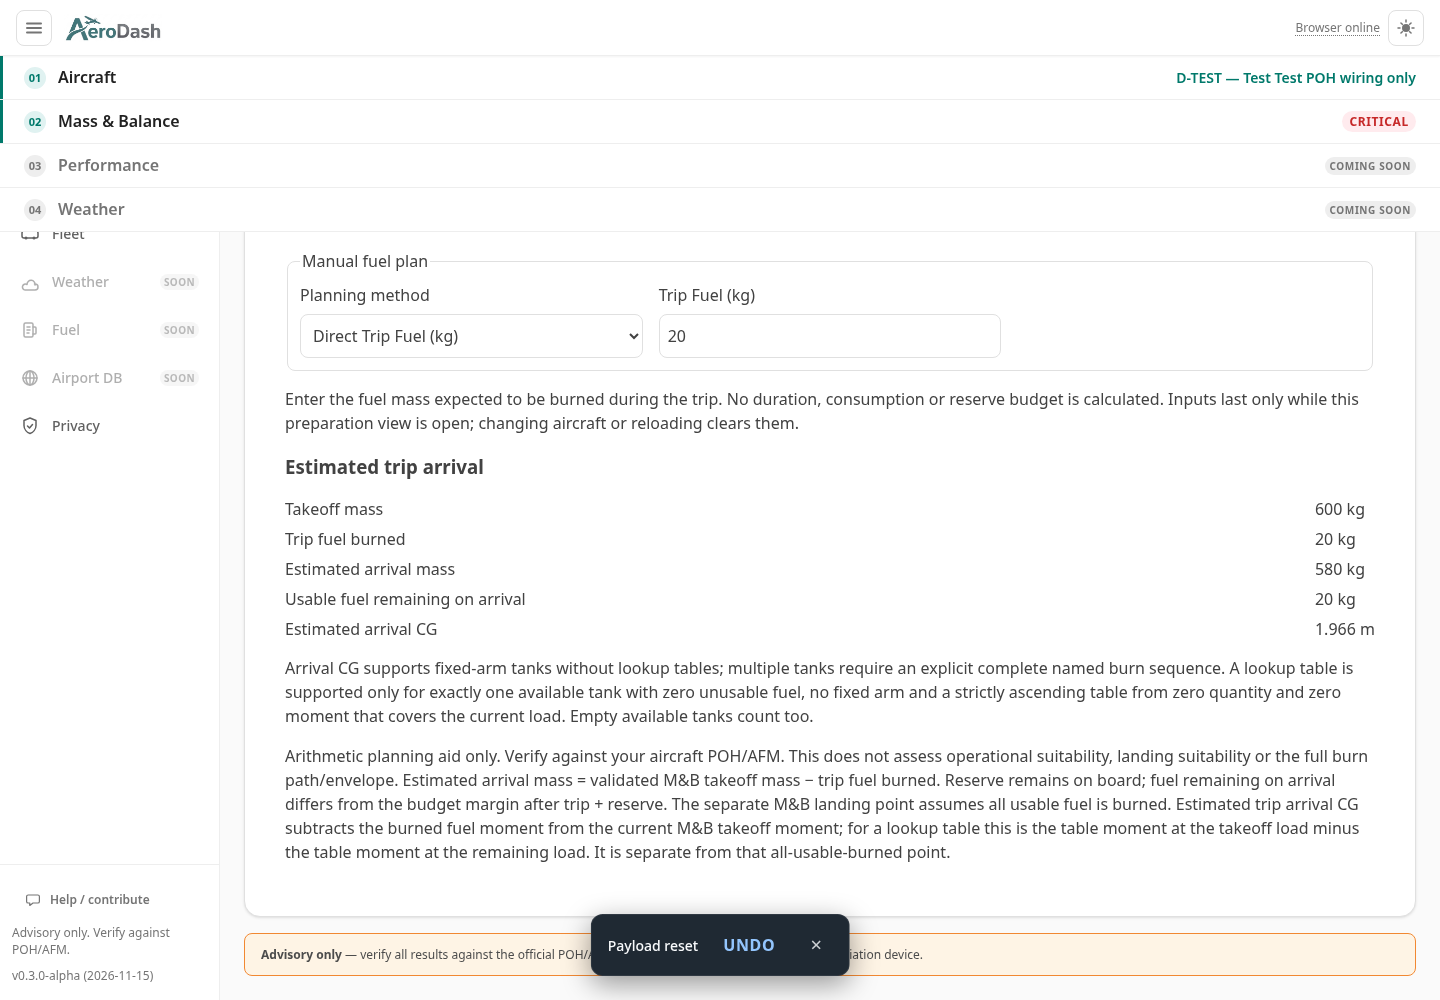 AeroDash
Browser online
01 Aircraft D-TEST — Test Test POH wiring only
02 Mass & Balance CRITICAL
03 Performance COMING SOON
04 Weather COMING SOON
Fleet
Weather SOON
Fuel SOON
Airport DB SOON
Privacy
Help / contribute
Advisory only. Verify against
POH/AFM.
v0.3.0-alpha (2026-11-15)
Manual fuel plan
Planning method Trip Fuel (kg)
Direct Trip Fuel (kg) 20
Enter the fuel mass expected to be burned during the trip. No duration, consumption or reserve budget is calculated. Inputs last only while this
preparation view is open; changing aircraft or reloading clears them.
Estimated trip arrival
Takeoff mass 600 kg
Trip fuel burned 20 kg
Estimated arrival mass 580 kg
Usable fuel remaining on arrival 20 kg
Estimated arrival CG 1.966 m
Arrival CG supports fixed-arm tanks without lookup tables; multiple tanks require an explicit complete named burn sequence. A lookup table is
supported only for exactly one available tank with zero unusable fuel, no fixed arm and a strictly ascending table from zero quantity and zero
moment that covers the current load. Empty available tanks count too.
Arithmetic planning aid only. Verify against your aircraft POH/AFM. This does not assess operational suitability, landing suitability or the full burn
path/envelope. Estimated arrival mass = validated M&B takeoff mass − trip fuel burned. Reserve remains on board; fuel remaining on arrival
differs from the budget margin after trip + reserve. The separate M&B landing point assumes all usable fuel is burned. Estimated trip arrival CG
subtracts the burned fuel moment from the current M&B takeoff moment; for a lookup table this is the table moment at the takeoff load minus
the table moment at the remaining load. It is separate from that all-usable-burned point.
Advisory only — verify all results against the official POH/ device.
Payload reset UNDO ×